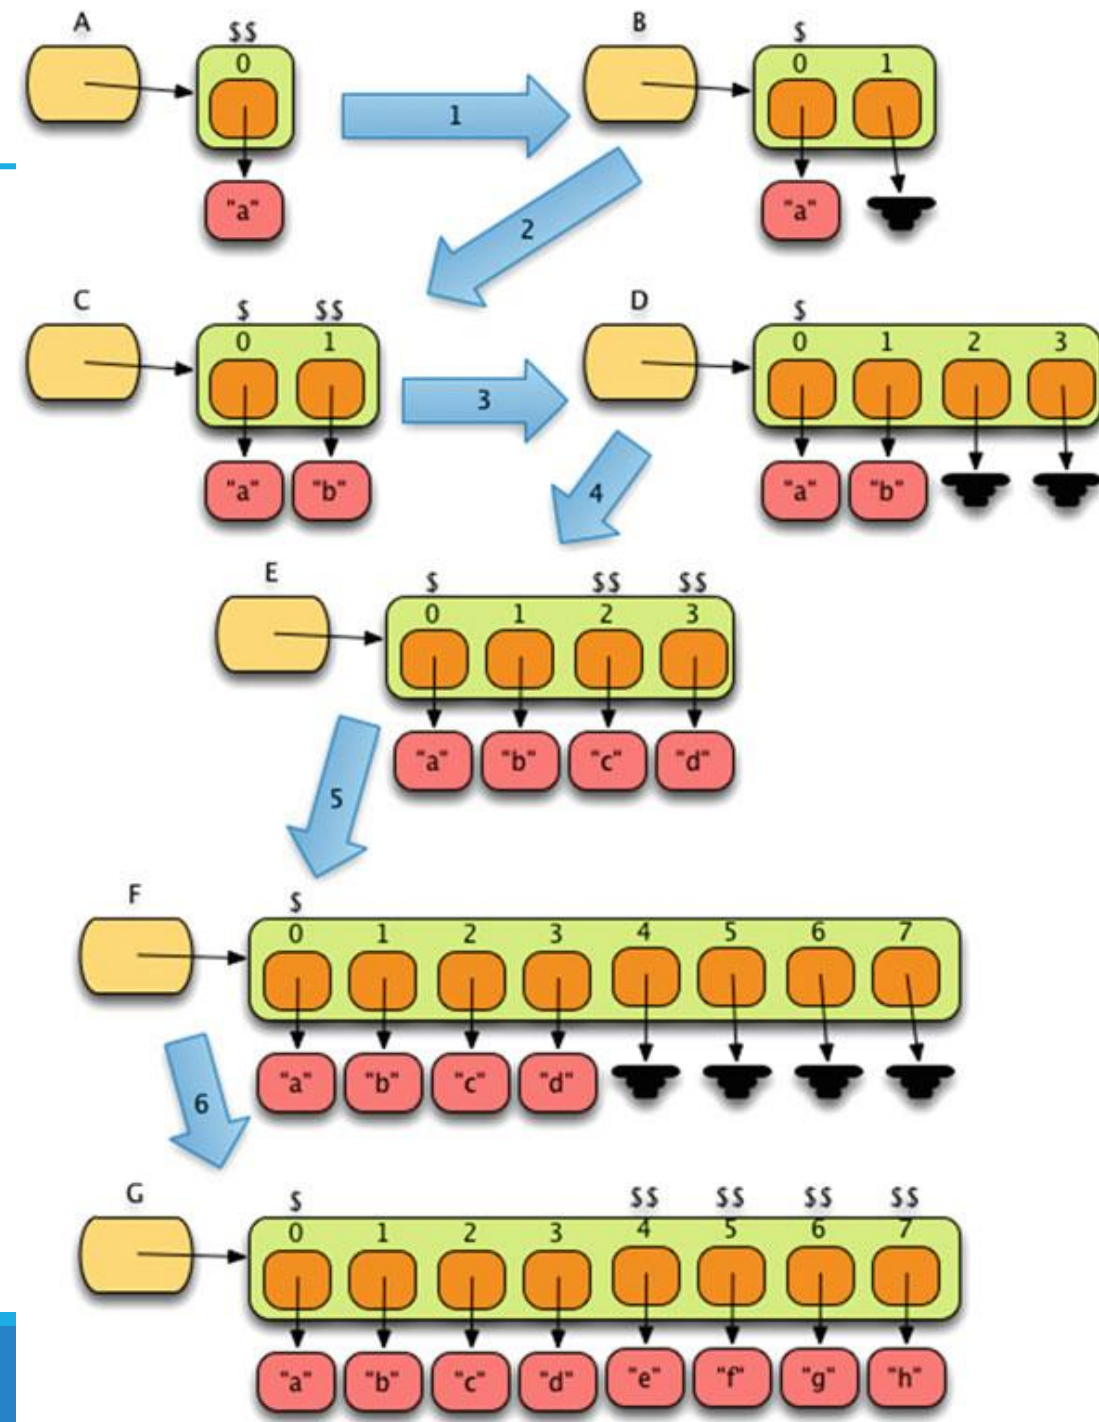 A
$$
0
"a"
1
B
$
0 1
"a"
2
C
$ $$
0 1
"a" "b"
3
D
$
0 1 2 3
"a" "b"
4
E
$ $$ $$
0 1 2 3
"a" "b" "c" "d"
5
F
$
0 1 2 3 4 5 6 7
"a" "b" "c" "d"
6
G
$ $$ $$ $$ $$
0 1 2 3 4 5 6 7
"a" "b" "c" "d" "e" "f" "g" "h"